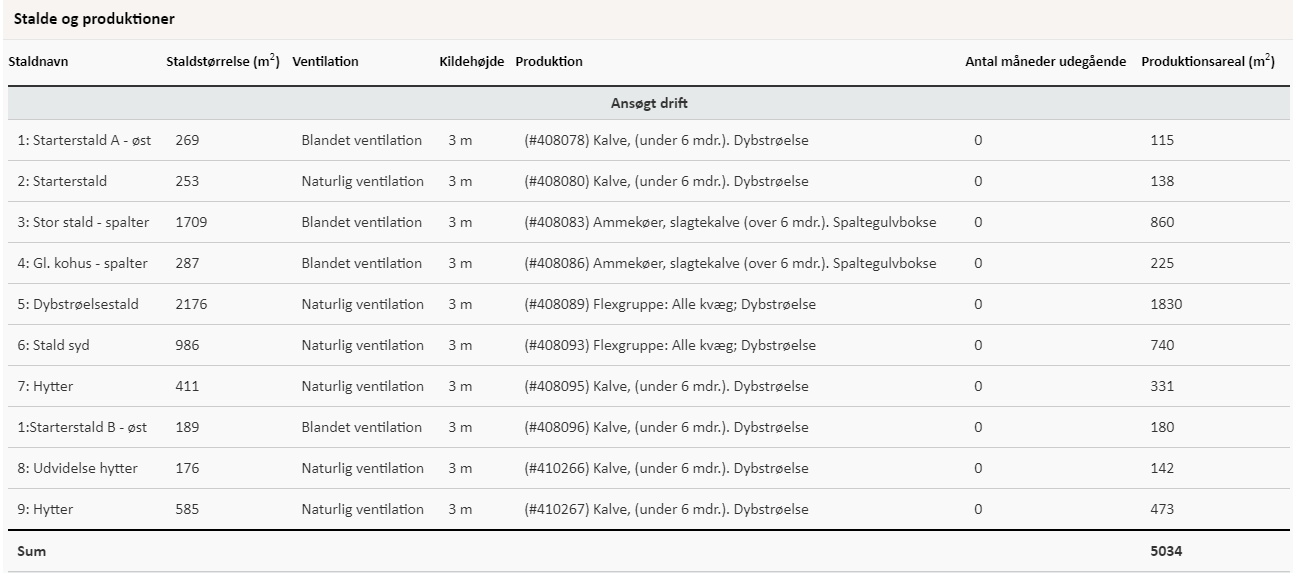 Stalde og produktioner
Staldnavn Staldstørrelse (m²) Ventilation Kildehøjde Produktion Antal måneder udegående Produktionsareal (m²)
Ansøgt drift
1: Starterstald A - øst 269 Blandet ventilation 3 m (#408078) Kalve, (under 6 mdr.). Dybstrøelse 0 115
2: Starterstald 253 Naturlig ventilation 3 m (#408080) Kalve, (under 6 mdr.). Dybstrøelse 0 138
3: Stor stald - spalter 1709 Blandet ventilation 3 m (#408083) Ammekøer, slagtekalve (over 6 mdr.). Spaltegulvbokse 0 860
4: Gl. kohus - spalter 287 Blandet ventilation 3 m (#408086) Ammekøer, slagtekalve (over 6 mdr.). Spaltegulvbokse 0 225
5: Dybstrøelsestald 2176 Naturlig ventilation 3 m (#408089) Flexgruppe: Alle kvæg; Dybstrøelse 0 1830
6: Stald syd 986 Naturlig ventilation 3 m (#408093) Flexgruppe: Alle kvæg; Dybstrøelse 0 740
7: Hytter 411 Naturlig ventilation 3 m (#408095) Kalve, (under 6 mdr.). Dybstrøelse 0 331
1:Starterstald B - øst 189 Blandet ventilation 3 m (#408096) Kalve, (under 6 mdr.). Dybstrøelse 0 180
8: Udvidelse hytter 176 Naturlig ventilation 3 m (#410266) Kalve, (under 6 mdr.). Dybstrøelse 0 142
9: Hytter 585 Naturlig ventilation 3 m (#410267) Kalve, (under 6 mdr.). Dybstrøelse 0 473
Sum 5034